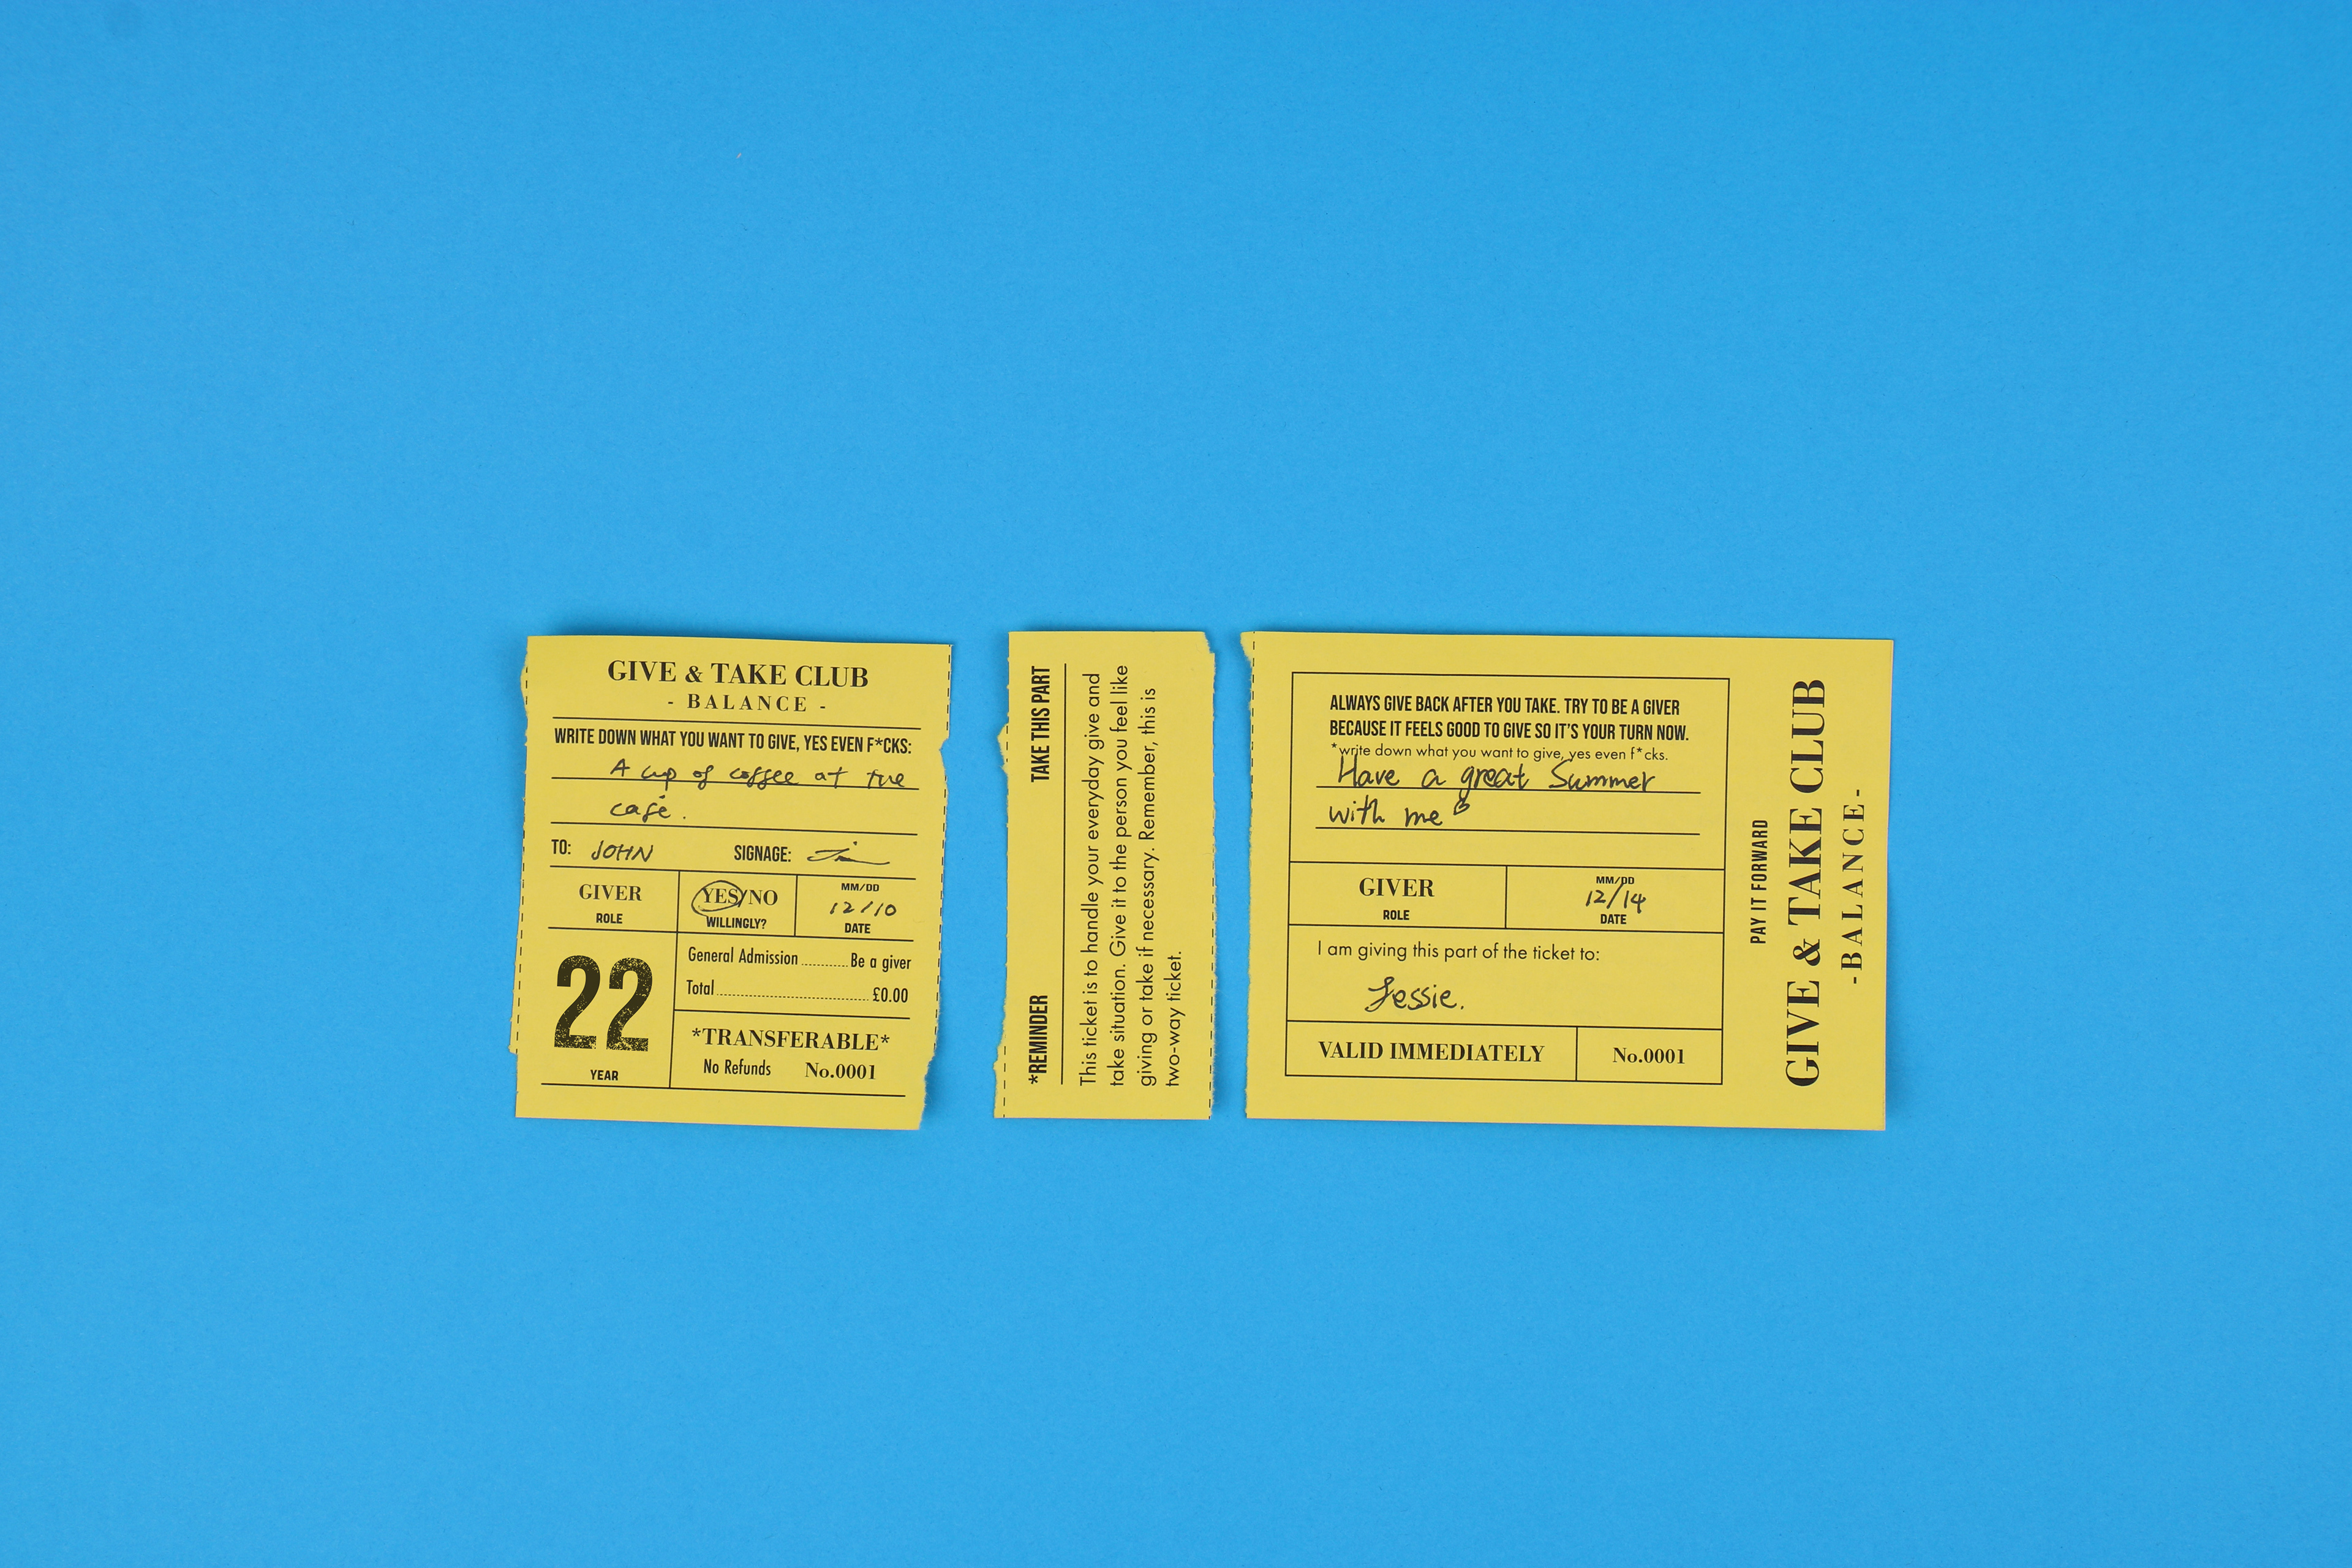 GIVE & TAKE CLUB
- BALANCE -
WRITE DOWN WHAT YOU WANT TO GIVE, YES EVEN F*CKS:
A cup of coffee at the
cafe.
TO: JOHN SIGNAGE:
GIVER
ROLE
YES/NO
WILLINGLY?
MM/DD
12/10
DATE
22
YEAR
General Admission ......... Be a giver
Total ........................................ £0.00
*TRANSFERABLE*
No Refunds No.0001
*REMINDER TAKE THIS PART
This ticket is to handle your everyday give and
take situation. Give it to the person you feel like
giving or take if necessary. Remember, this is
two-way ticket.
ALWAYS GIVE BACK AFTER YOU TAKE. TRY TO BE A GIVER
BECAUSE IT FEELS GOOD TO GIVE SO IT'S YOUR TURN NOW.
*write down what you want to give, yes even f*cks.
Have a great Summer
with me
GIVER
ROLE
MM/DD
12/14
DATE
I am giving this part of the ticket to:
Jessie.
VALID IMMEDIATELY No.0001
PAY IT FORWARD
GIVE & TAKE CLUB
-BALANCE-